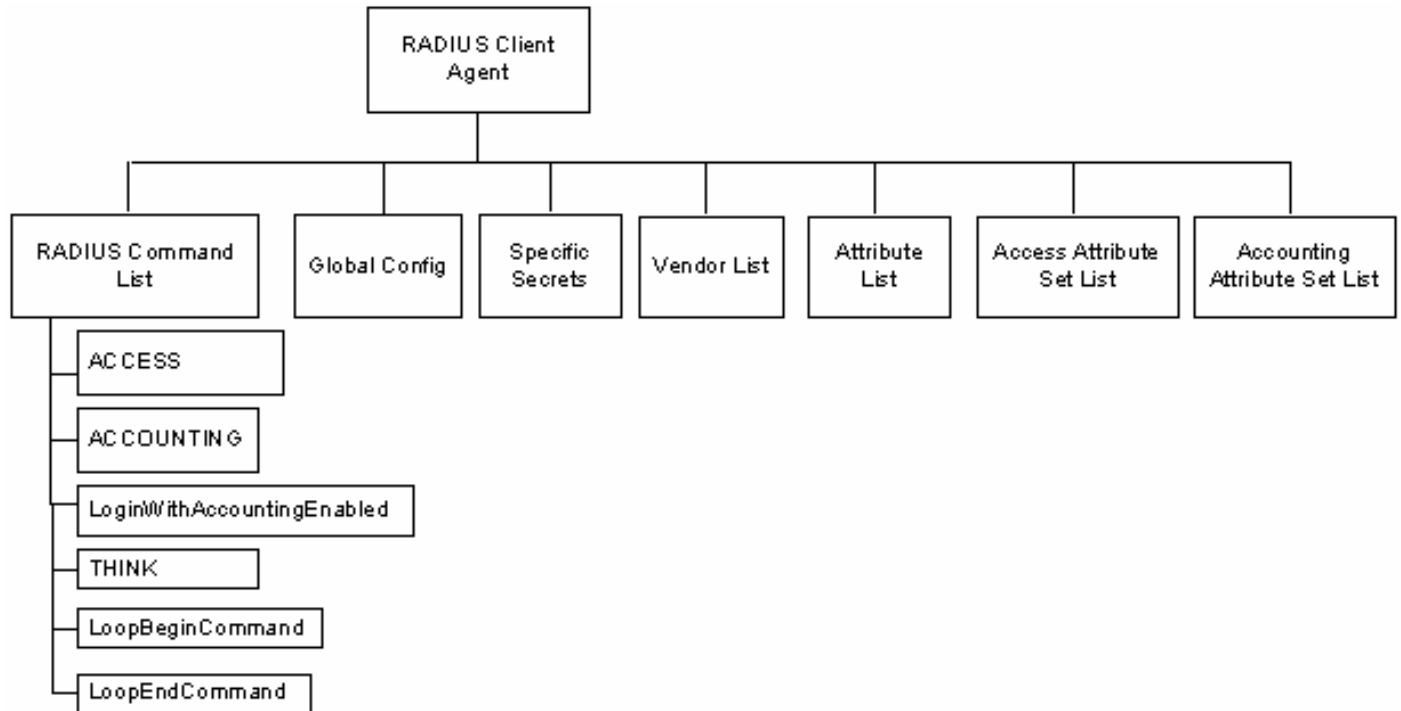 RADIUS Client
Agent
RADIUS Command
List
Global Config
Specific
Secrets
Vendor List
Attribute
List
Access Attribute
Set List
Accounting
Attribute Set List
ACCESS
ACCOUNTING
LoginWithAccountingEnabled
THINK
LoopBeginCommand
LoopEndCommand